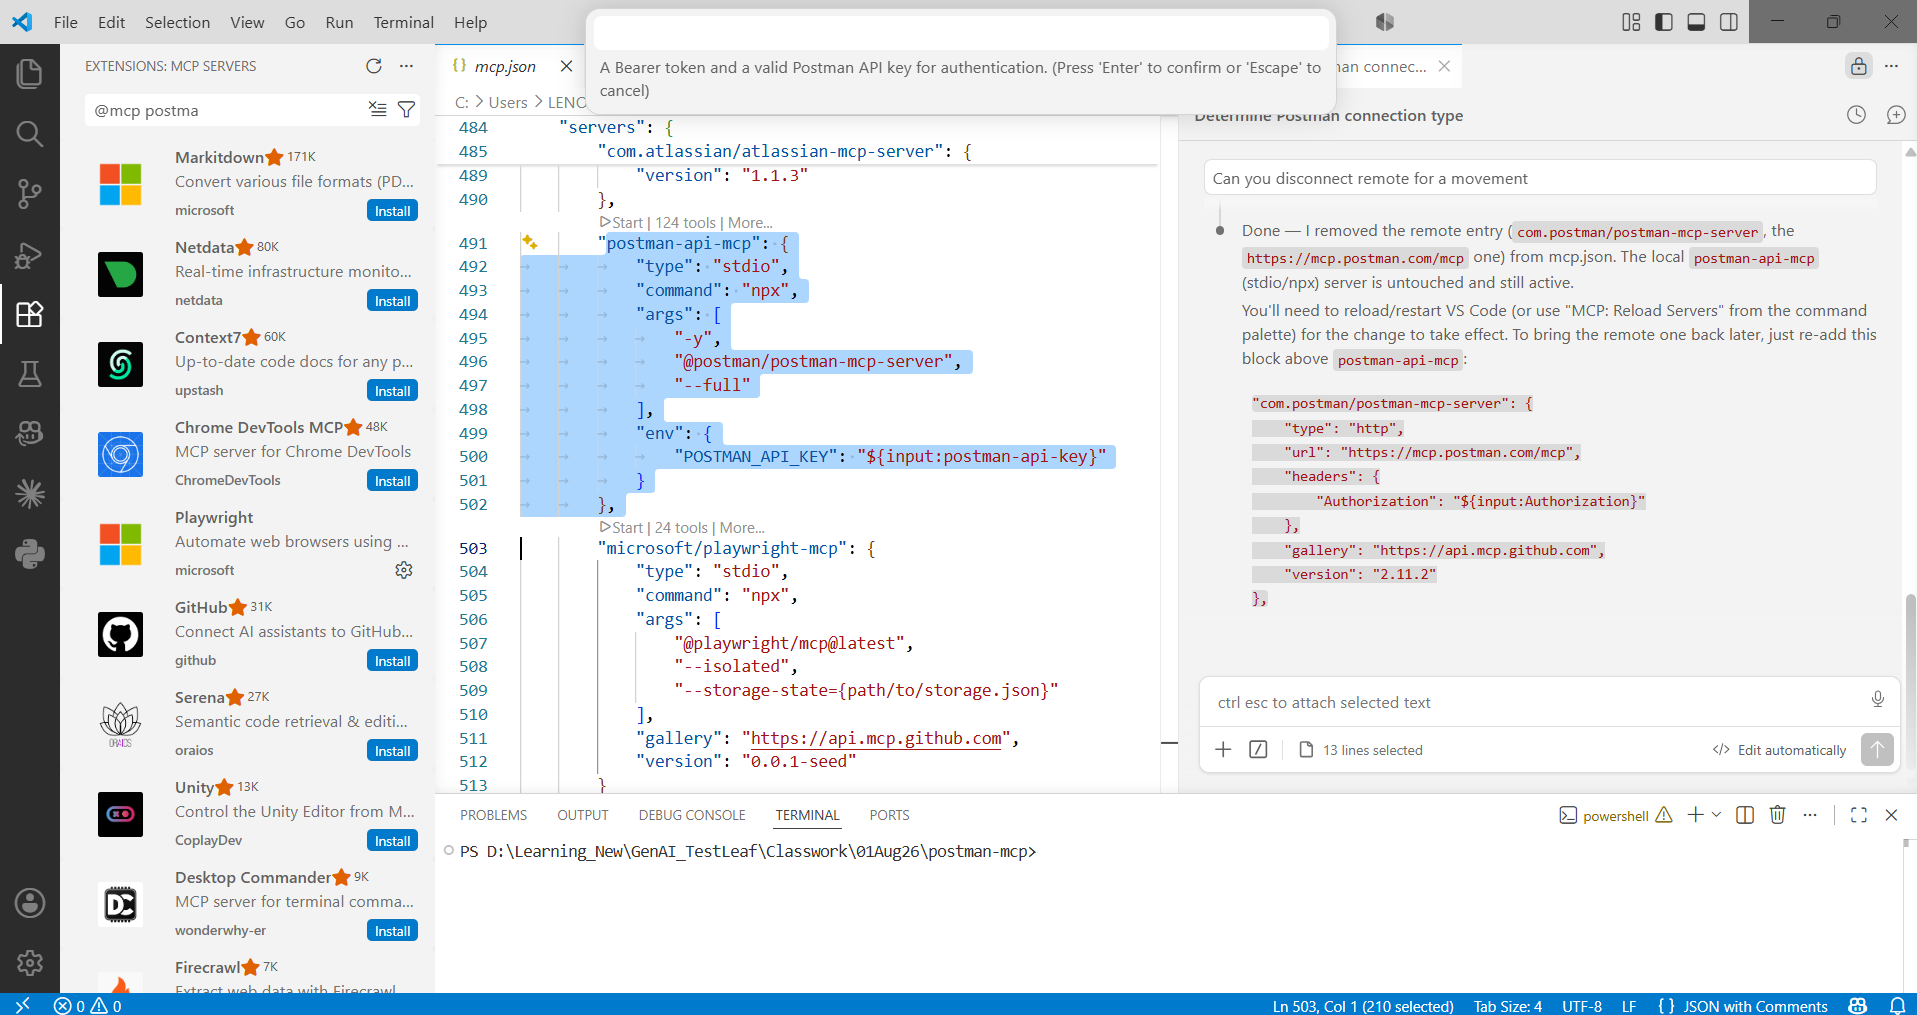 File Edit Selection View Go Run Terminal Help
A Bearer token and a valid Postman API key for authentication. (Press 'Enter' to confirm or 'Escape' to
cancel)
EXTENSIONS: MCP SERVERS
@mcp postma
Markitdown 171K
Convert various file formats (PD...
microsoft
Install
Netdata 80K
Real-time infrastructure monito...
netdata
Install
Context7 60K
Up-to-date code docs for any p...
upstash
Install
Chrome DevTools MCP 48K
MCP server for Chrome DevTools
ChromeDevTools
Install
Playwright
Automate web browsers using ...
microsoft
GitHub 31K
Connect AI assistants to GitHub...
github
Install
Serena 27K
Semantic code retrieval & editi...
oraios
Install
ORAIOS
Unity 13K
Control the Unity Editor from M...
CoplayDev
Install
Desktop Commander 9K
MCP server for terminal comma...
wonderwhy-er
Install
DC
Firecrawl 7K
Extract web data with Firecrawl
mcp.json
C: > Users > LENO
484 "servers": {
485 "com.atlassian/atlassian-mcp-server": {
489 "version": "1.1.3"
490 },
Start | 124 tools | More...
491 "postman-api-mcp": {
492 "type": "stdio",
493 "command": "npx",
494 "args": [
495 "-y",
496 "@postman/postman-mcp-server",
497 "--full"
498 ],
499 "env": {
500 "POSTMAN_API_KEY": "${input:postman-api-key}"
501 }
502 },
Start | 24 tools | More...
503 "microsoft/playwright-mcp": {
504 "type": "stdio",
505 "command": "npx",
506 "args": [
507 "@playwright/mcp@latest",
508 "--isolated",
509 "--storage-state={path/to/storage.json}"
510 ],
511 "gallery": "https://api.mcp.github.com",
512 "version": "0.0.1-seed"
513 }
an connec...
Determine Postman connection type
Can you disconnect remote for a movement
Done — I removed the remote entry (com.postman/postman-mcp-server, the
https://mcp.postman.com/mcp one) from mcp.json. The local postman-api-mcp
(stdio/npx) server is untouched and still active.
You'll need to reload/restart VS Code (or use "MCP: Reload Servers" from the command
palette) for the change to take effect. To bring the remote one back later, just re-add this
block above postman-api-mcp:
"com.postman/postman-mcp-server": {
"type": "http",
"url": "https://mcp.postman.com/mcp",
"headers": {
"Authorization": "${input:Authorization}"
},
"gallery": "https://api.mcp.github.com",
"version": "2.11.2"
},
ctrl esc to attach selected text
13 lines selected
Edit automatically
PROBLEMS OUTPUT DEBUG CONSOLE TERMINAL PORTS
powershell
PS D:\Learning_New\GenAI_TestLeaf\Classwork\01Aug26\postman-mcp>
0 0
Ln 503, Col 1 (210 selected) Tab Size: 4 UTF-8 LF { } JSON with Comments